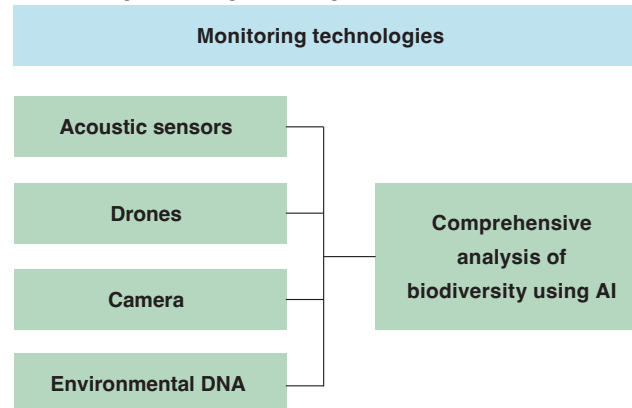 Monitoring technologies
Acoustic sensors
Drones
Camera
Environmental DNA
Comprehensive
analysis of
biodiversity using AI